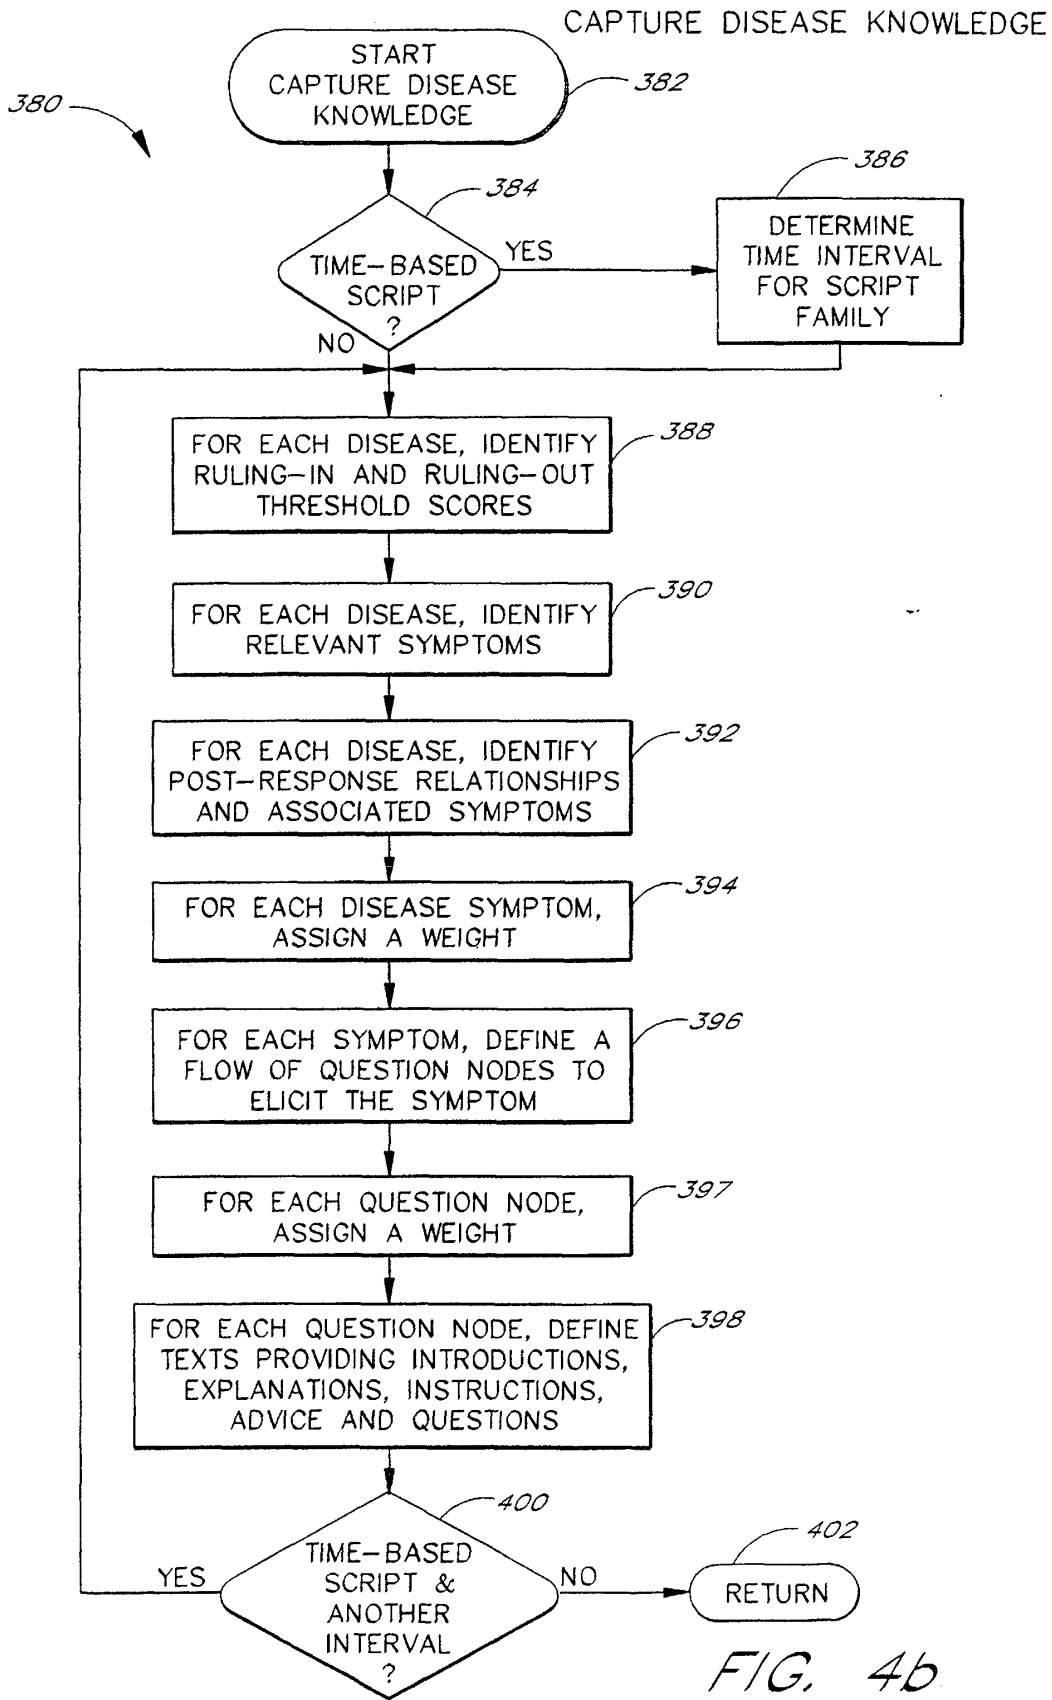 CAPTURE DISEASE KNOWLEDGE
START
CAPTURE DISEASE
KNOWLEDGE
382
380
384
386
TIME-BASED
SCRIPT
?
YES
NO
DETERMINE
TIME INTERVAL
FOR SCRIPT
FAMILY
FOR EACH DISEASE, IDENTIFY
RULING-IN AND RULING-OUT
THRESHOLD SCORES
388
FOR EACH DISEASE, IDENTIFY
RELEVANT SYMPTOMS
390
FOR EACH DISEASE, IDENTIFY
POST-RESPONSE RELATIONSHIPS
AND ASSOCIATED SYMPTOMS
392
FOR EACH DISEASE SYMPTOM,
ASSIGN A WEIGHT
394
FOR EACH SYMPTOM, DEFINE A
FLOW OF QUESTION NODES TO
ELICIT THE SYMPTOM
396
FOR EACH QUESTION NODE,
ASSIGN A WEIGHT
397
FOR EACH QUESTION NODE, DEFINE
TEXTS PROVIDING INTRODUCTIONS,
EXPLANATIONS, INSTRUCTIONS,
ADVICE AND QUESTIONS
398
400
TIME-BASED
SCRIPT &
ANOTHER
INTERVAL
?
YES
NO
402
RETURN
FIG. 4b